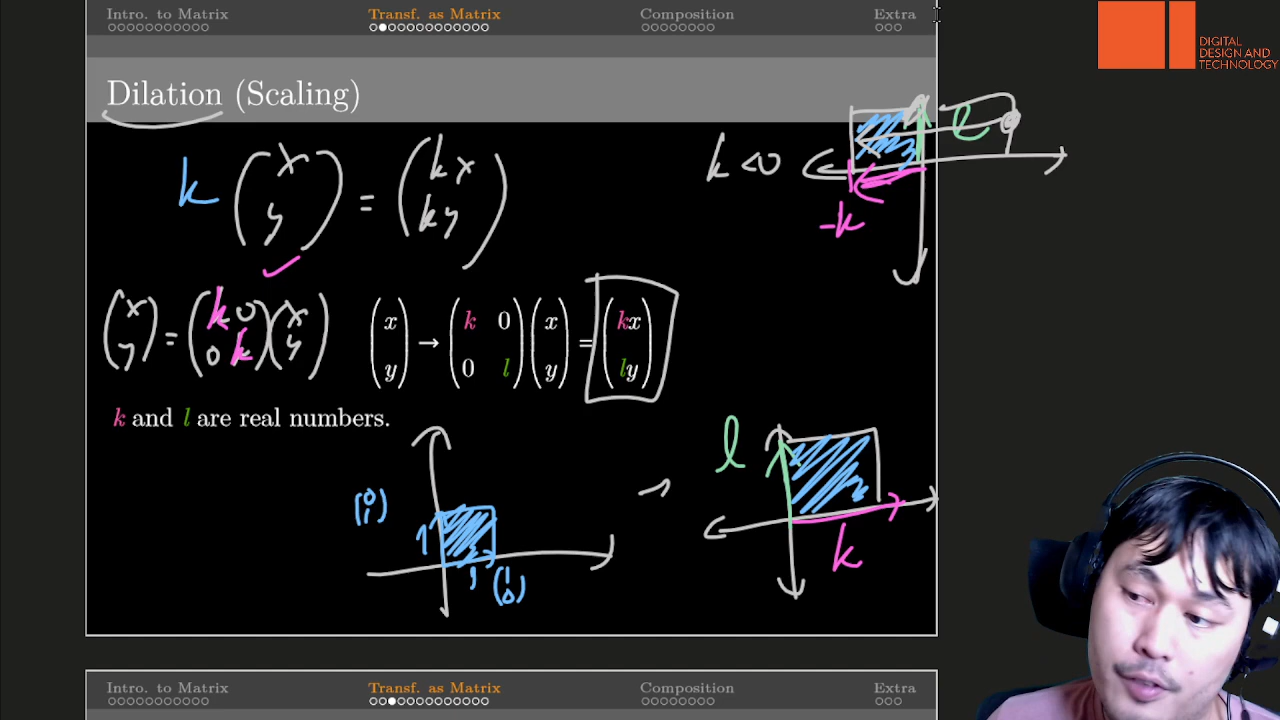 Intro. to Matrix Transf. as Matrix Composition Extra
DIGITAL
DESIGN AND
TECHNOLOGY
Dilation (Scaling)
k (x y) = (kx ky)
k < 0
l
-k
(x y) = (k 0 0 k)(x y)
(x y) → (k 0 0 l)(x y) = (kx ly)
k and l are real numbers.
(0 1)
1
1
(1 0)
→
l
k
Intro. to Matrix Transf. as Matrix Composition Extra